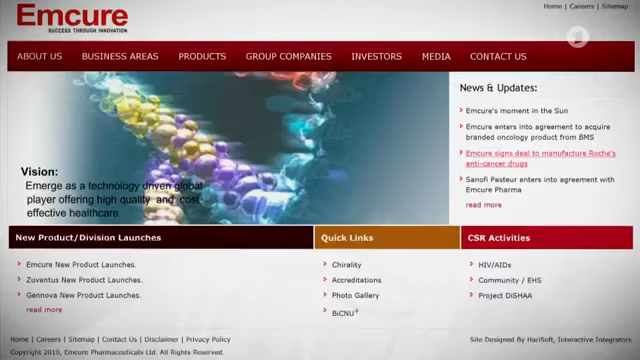 Emcure
SUCCESS THROUGH INNOVATION
Home | Careers | Sitemap
ABOUT US BUSINESS AREAS PRODUCTS GROUP COMPANIES INVESTORS MEDIA CONTACT US
Vision:
Emerge as a technology driven global
player offering high quality and cost
effective healthcare.
News & Updates:
Emcure's moment in the Sun
Emcure enters into agreement to acquire
branded oncology product from BMS
Emcure signs deal to manufacture Roche's
anti-cancer drugs
Sanofi Pasteur enters into agreement with
Emcure Pharma
read more
New Product/Division Launches
Emcure New Product Launches.
Zuventus New Product Launches.
Gennova New Product Launches.
read more
Quick Links
Chirality
Accreditations
Photo Gallery
BiCNU®
CSR Activities
HIV/AIDs
Community / EHS
Project DiSHAA
Home | Careers | Sitemap | Contact Us | Disclaimer | Privacy Policy
Copyright 2010, Emcure Pharmaceuticals Ltd. All Rights Reserved.
Site Designed By HariSoft, Interactive Integrators
1